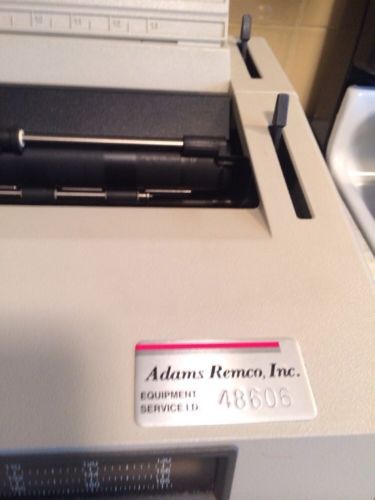 Adams Remco, Inc.
EQUIPMENT
SERVICE I.D. 48606